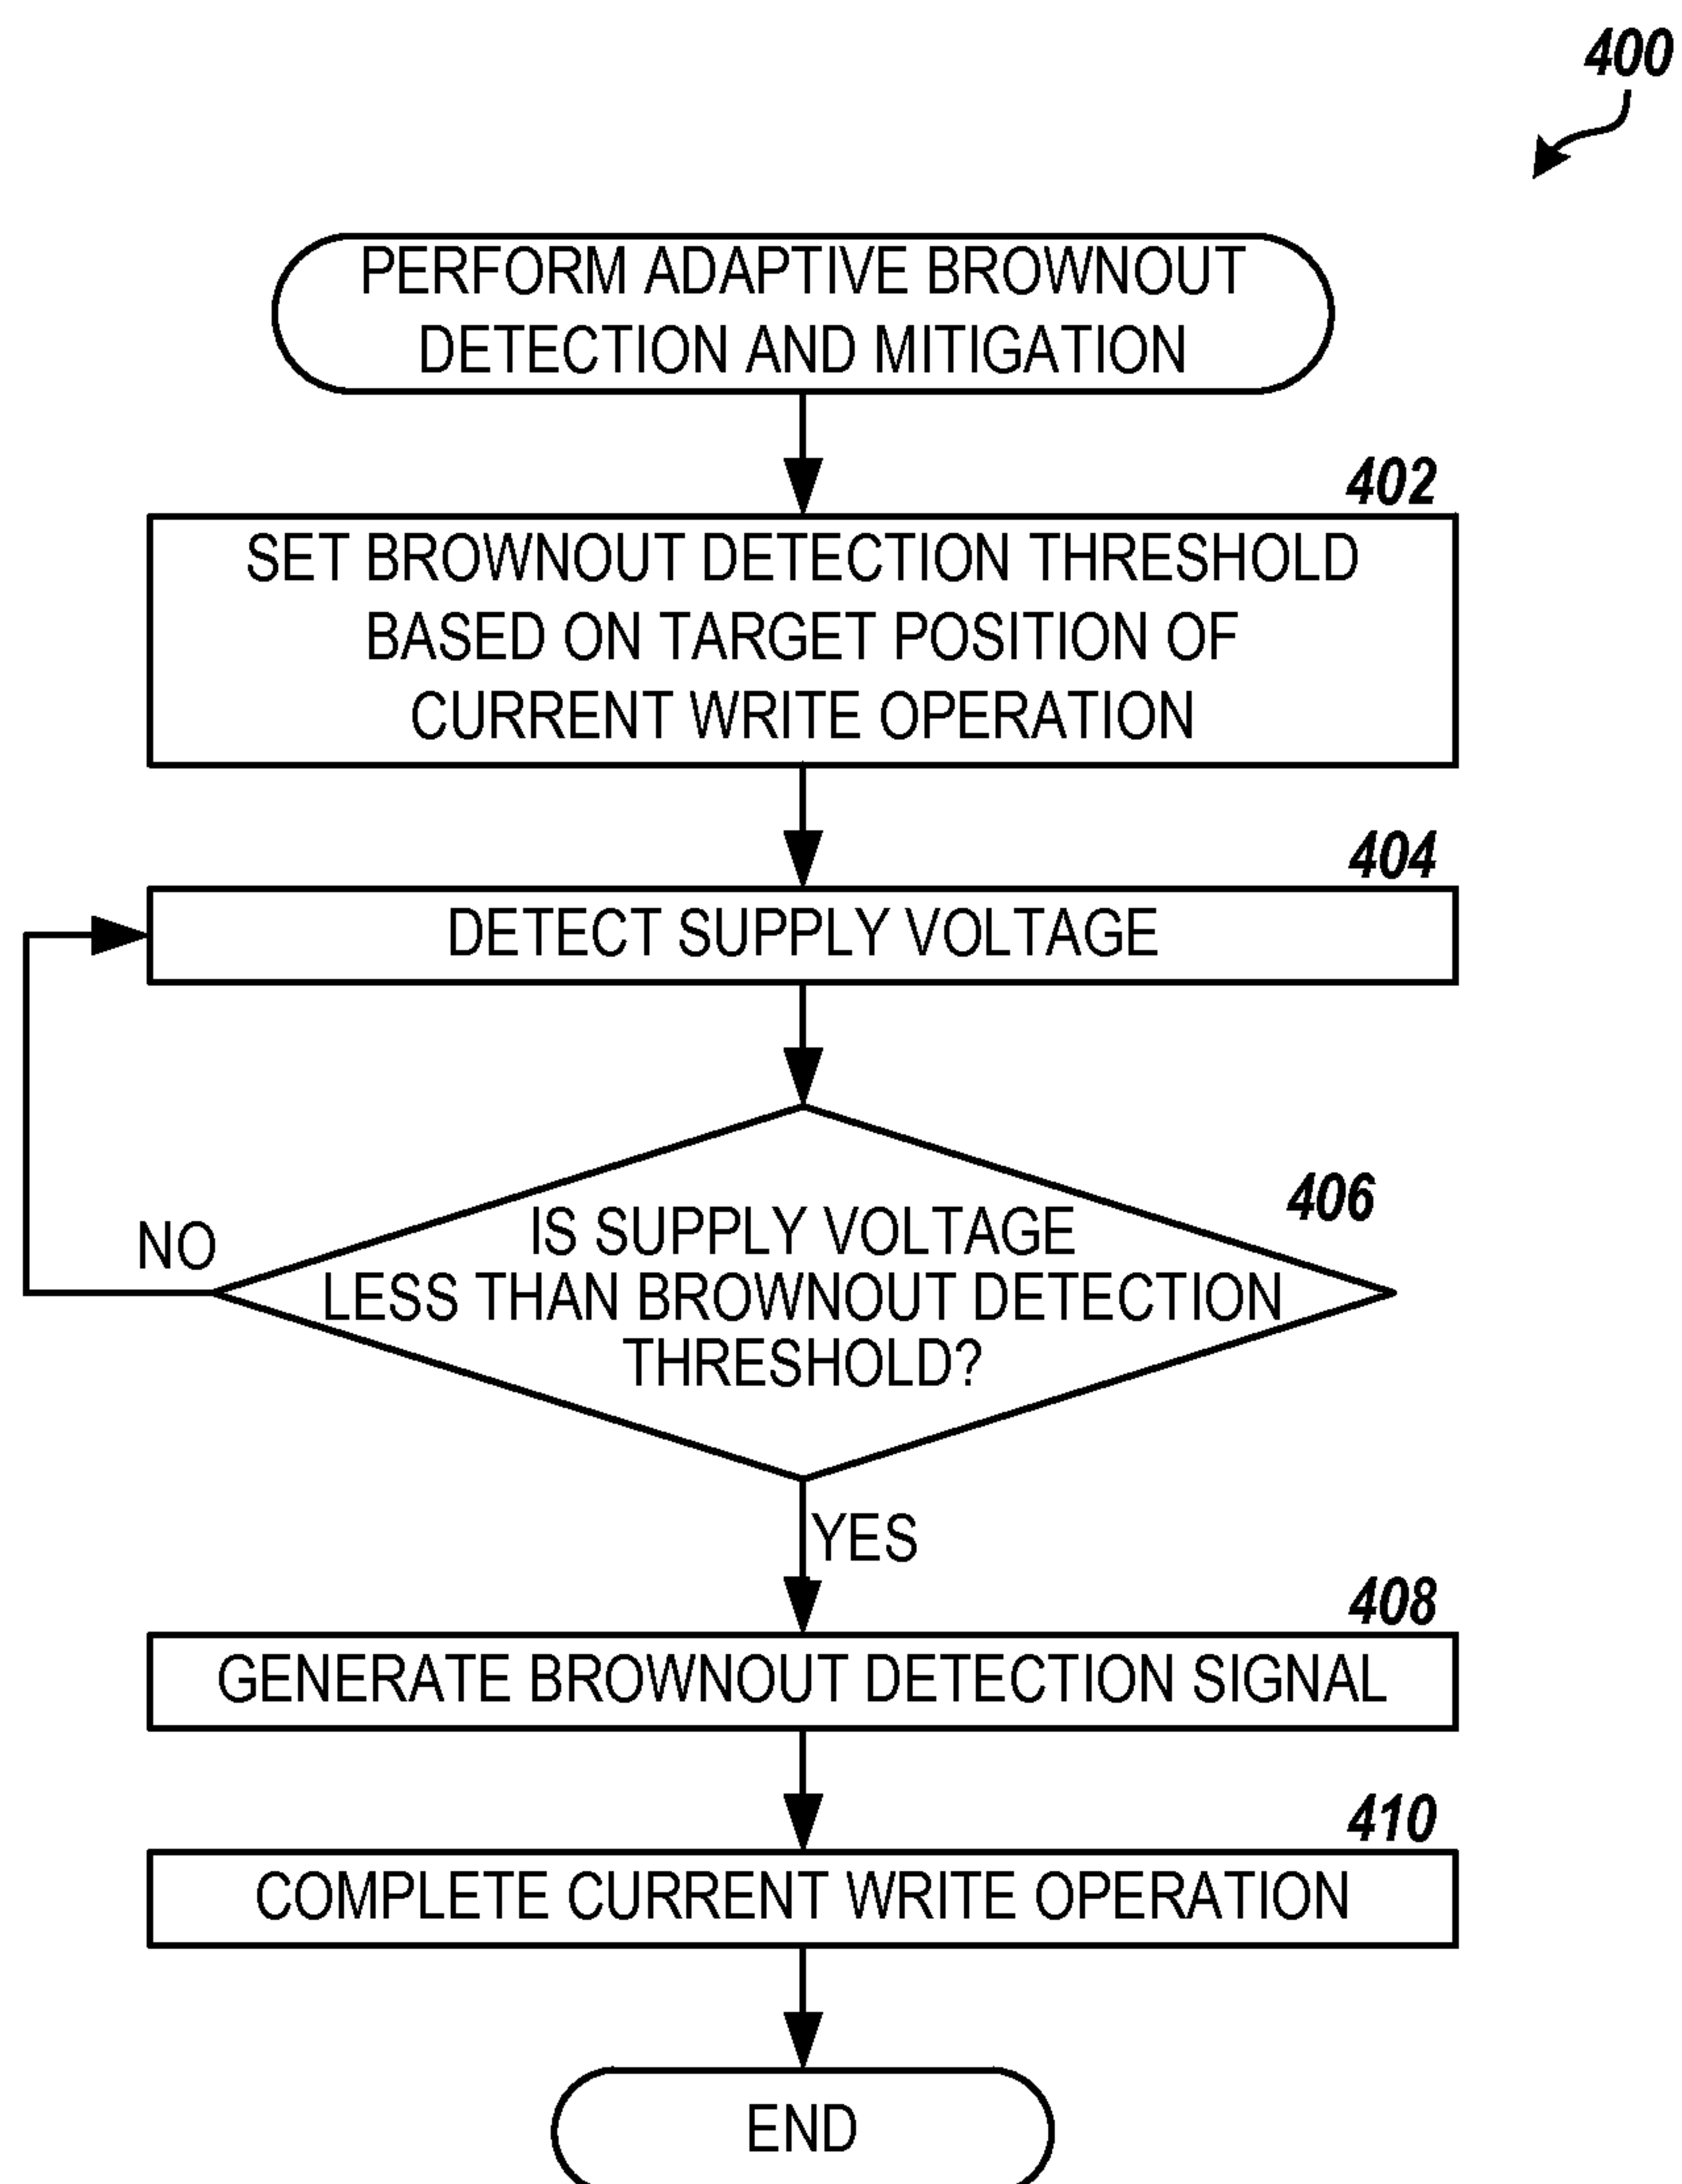 400
PERFORM ADAPTIVE BROWNOUT
DETECTION AND MITIGATION
402
SET BROWNOUT DETECTION THRESHOLD
BASED ON TARGET POSITION OF
CURRENT WRITE OPERATION
404
DETECT SUPPLY VOLTAGE
406
IS SUPPLY VOLTAGE
LESS THAN BROWNOUT DETECTION
THRESHOLD?
NO
YES
408
GENERATE BROWNOUT DETECTION SIGNAL
410
COMPLETE CURRENT WRITE OPERATION
END